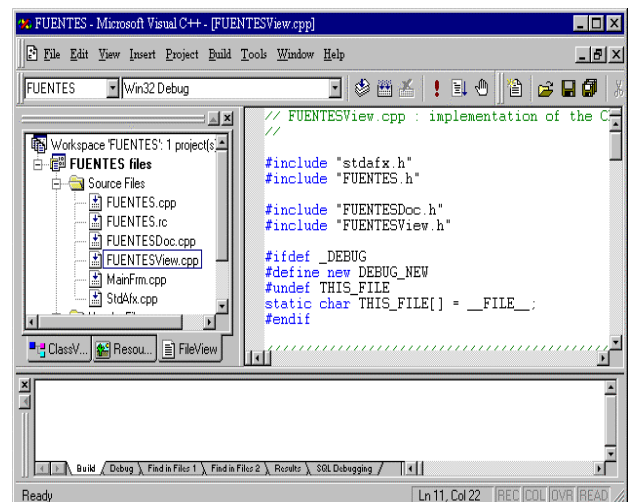 FUENTES - Microsoft Visual C++ - [FUENTESView.cpp]
File Edit View Insert Project Build Tools Window Help
FUENTES Win32 Debug
Workspace 'FUENTES': 1 project(s)
FUENTES files
Source Files
FUENTES.cpp
FUENTES.rc
FUENTESDoc.cpp
FUENTESView.cpp
MainFrm.cpp
StdAfx.cpp
ClassV... Resou... FileView
// FUENTESView.cpp : implementation of the C
//
#include "stdafx.h"
#include "FUENTES.h"
#include "FUENTESDoc.h"
#include "FUENTESView.h"
#ifdef _DEBUG
#define new DEBUG_NEW
#undef THIS_FILE
static char THIS_FILE[] = __FILE__;
#endif
Build Debug Find in Files 1 Find in Files 2 Results SQL Debugging
Ready Ln 11, Col 22 REC COL OVR READ